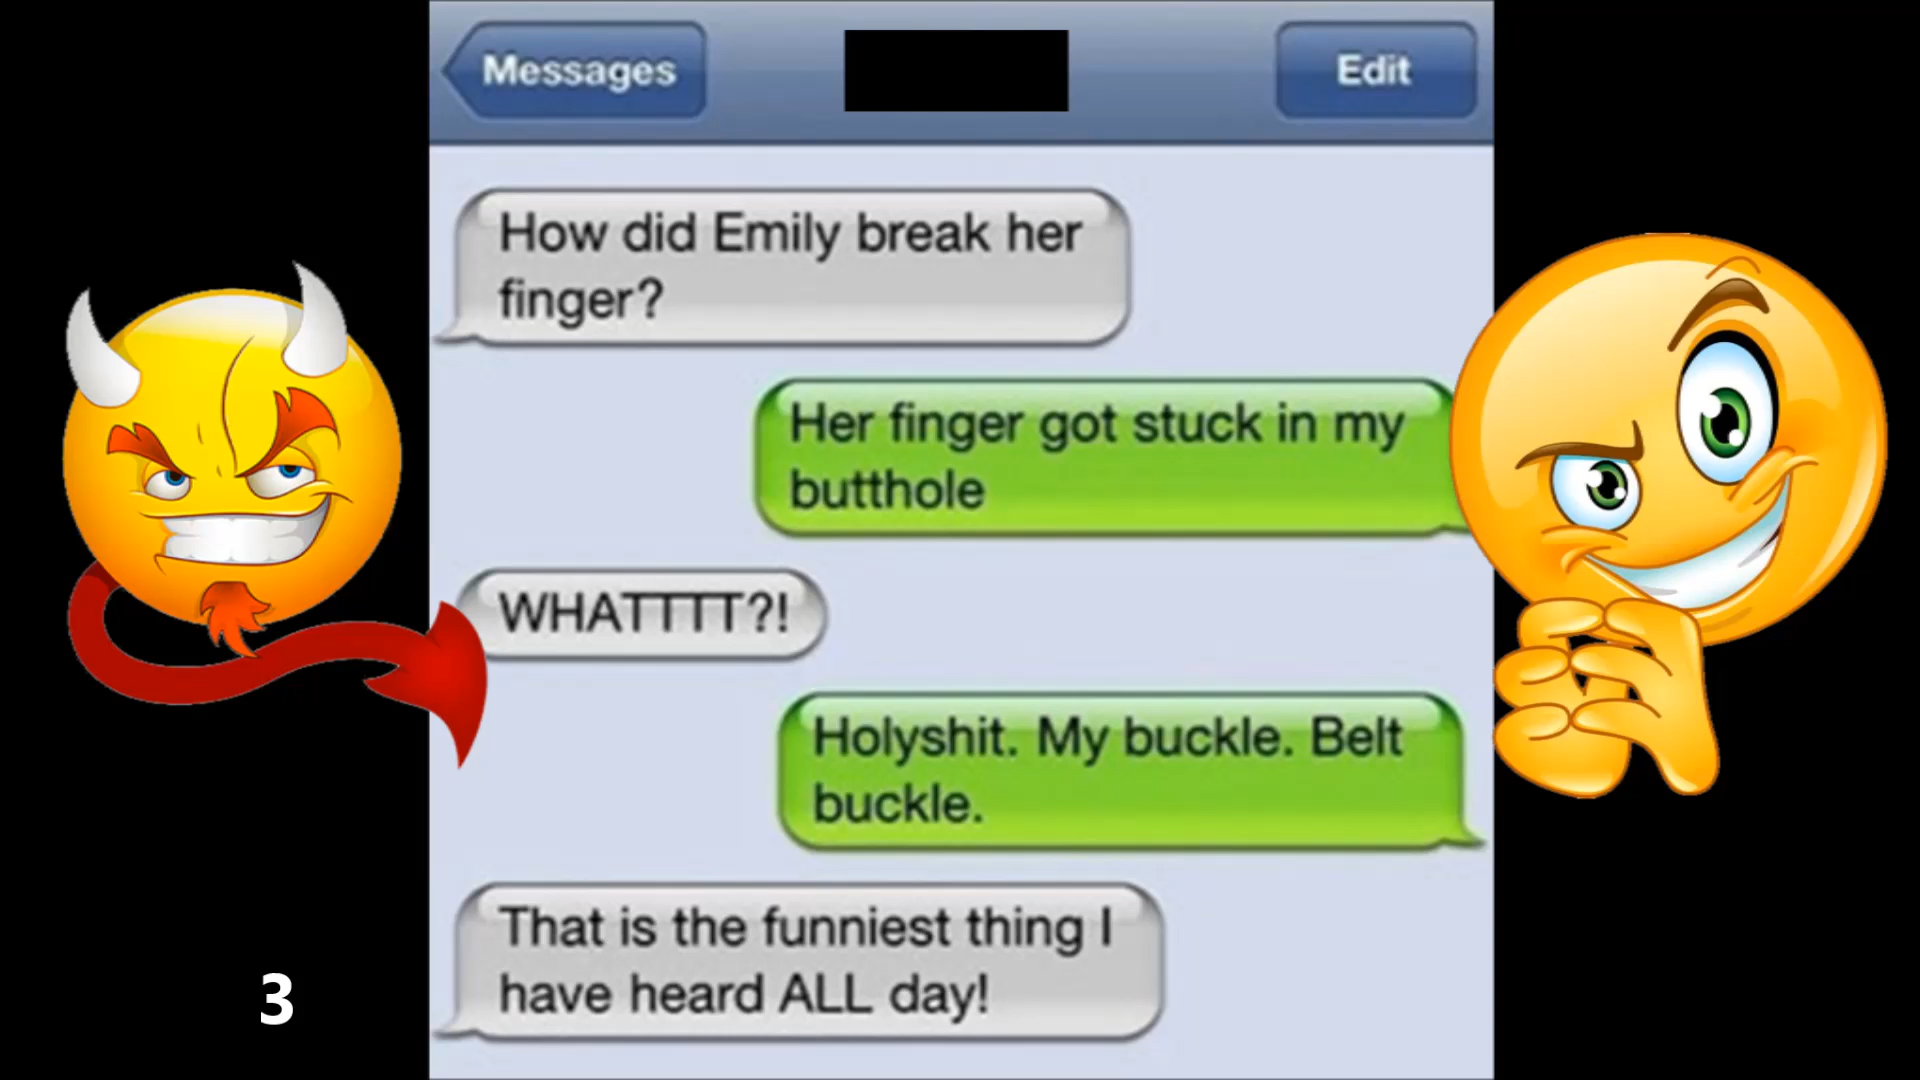 Messages
Edit
How did Emily break her
finger?
Her finger got stuck in my
butthole
WHATTTT?!
Holyshit. My buckle. Belt
buckle.
That is the funniest thing I
have heard ALL day!
3